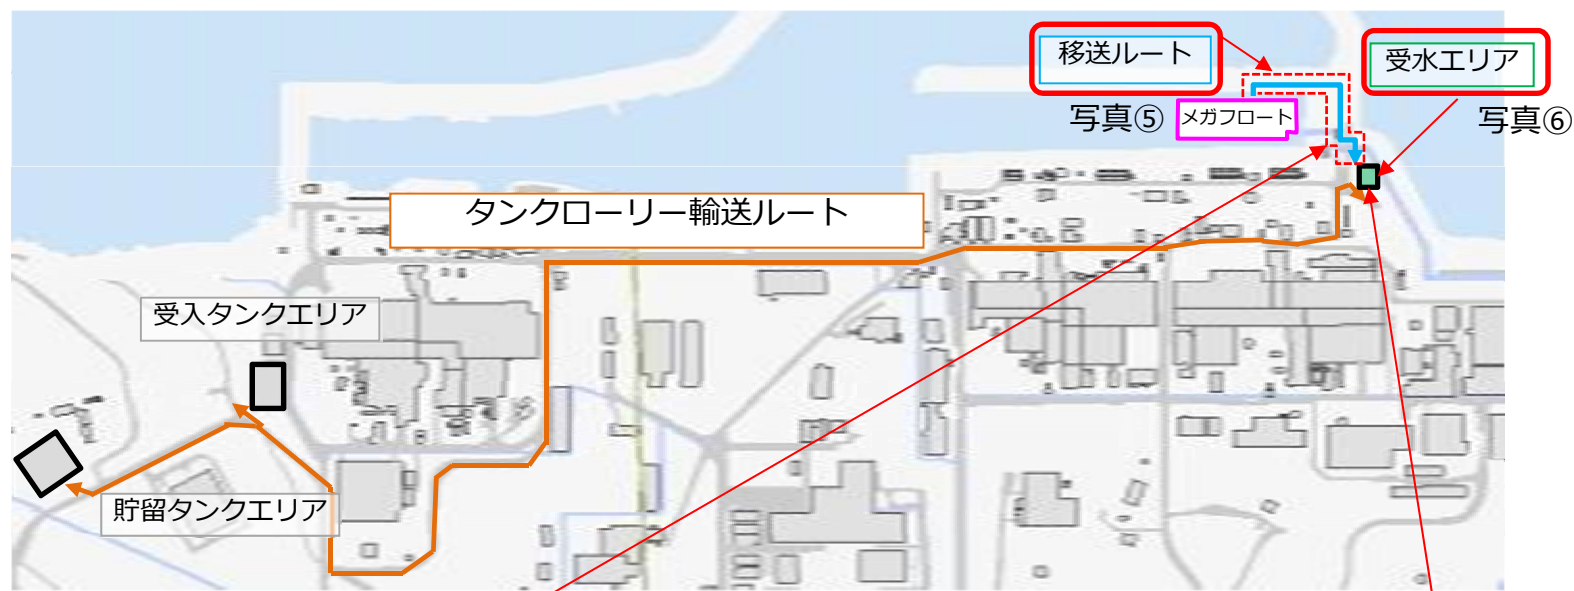 移送ルート
受水エリア
写真⑤
メガフロート
写真⑥
タンクローリー輸送ルート
受入タンクエリア
貯留タンクエリア